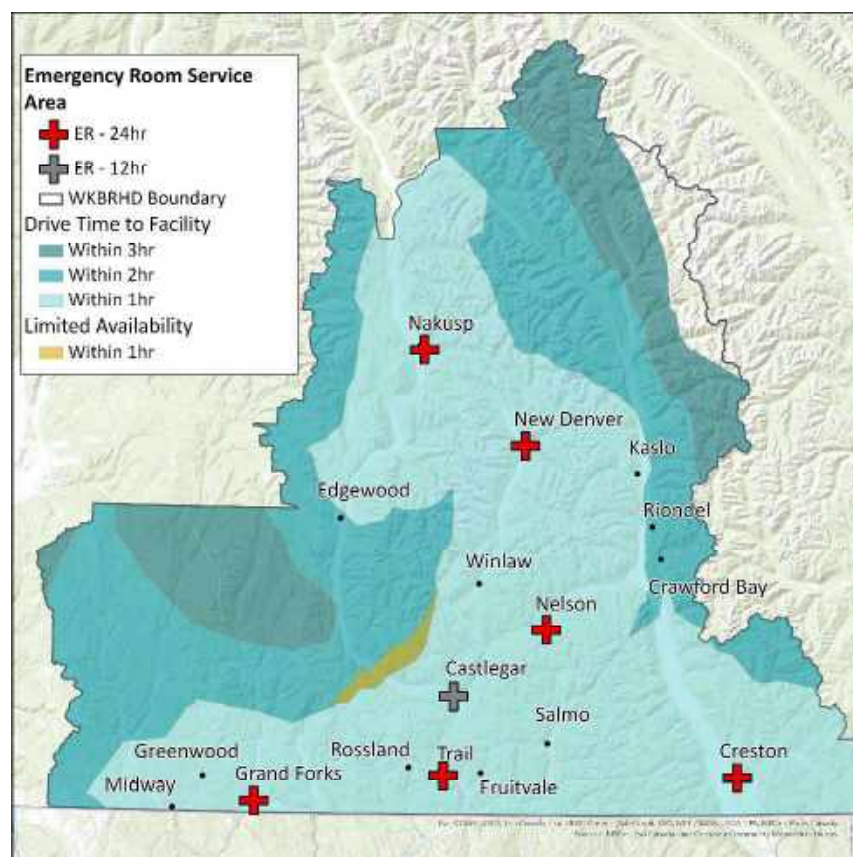 Emergency Room Service
Area
ER - 24hr
ER - 12hr
WKBRHD Boundary
Drive Time to Facility
Within 3hr
Within 2hr
Within 1hr
Limited Availability
Within 1hr
Nakusp
New Denver
Kaslo
Edgewood
Riondel
Winlaw
Crawford Bay
Nelson
Castlegar
Salmo
Greenwood
Rossland
Trail
Creston
Midway
Grand Forks
Fruitvale